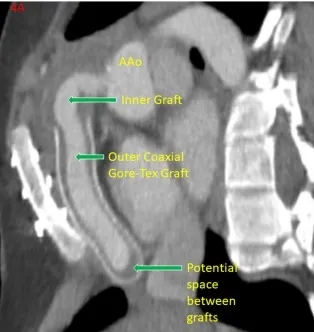 4A
AAo
Inner Graft
Outer Coaxial
Gore-Tex Graft
Potential
space
between
grafts